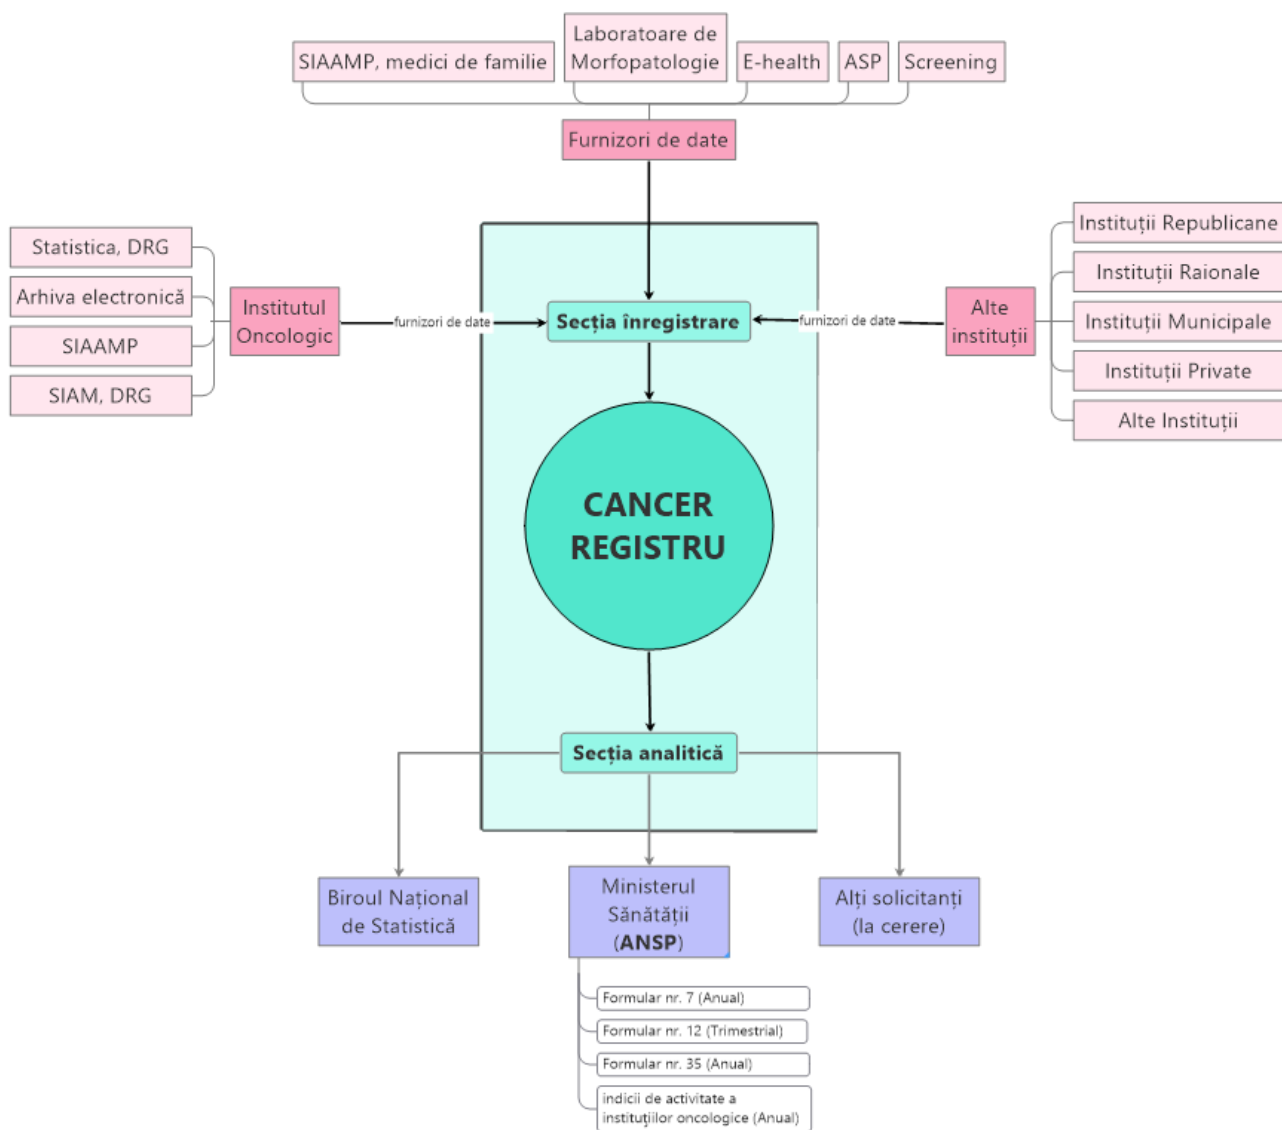 SIAAMP, medici de familie
Laboratoare de
Morfopatologie
E-health
ASP
Screening
Furnizori de date
Statistica, DRG
Arhiva electronică
SIAAMP
SIAM, DRG
Institutul
Oncologic
furnizori de date
Secția înregistrare
furnizori de date
Alte
instituții
Instituții Republicane
Instituții Raionale
Instituții Municipale
Instituții Private
Alte Instituții
CANCER
REGISTRU
Secția analitică
Biroul Național
de Statistică
Ministerul
Sănătății
(ANSP)
Alți solicitanți
(la cerere)
Formular nr. 7 (Anual)
Formular nr. 12 (Trimestrial)
Formular nr. 35 (Anual)
indicii de activitate a
instituțiilor oncologice (Anual)